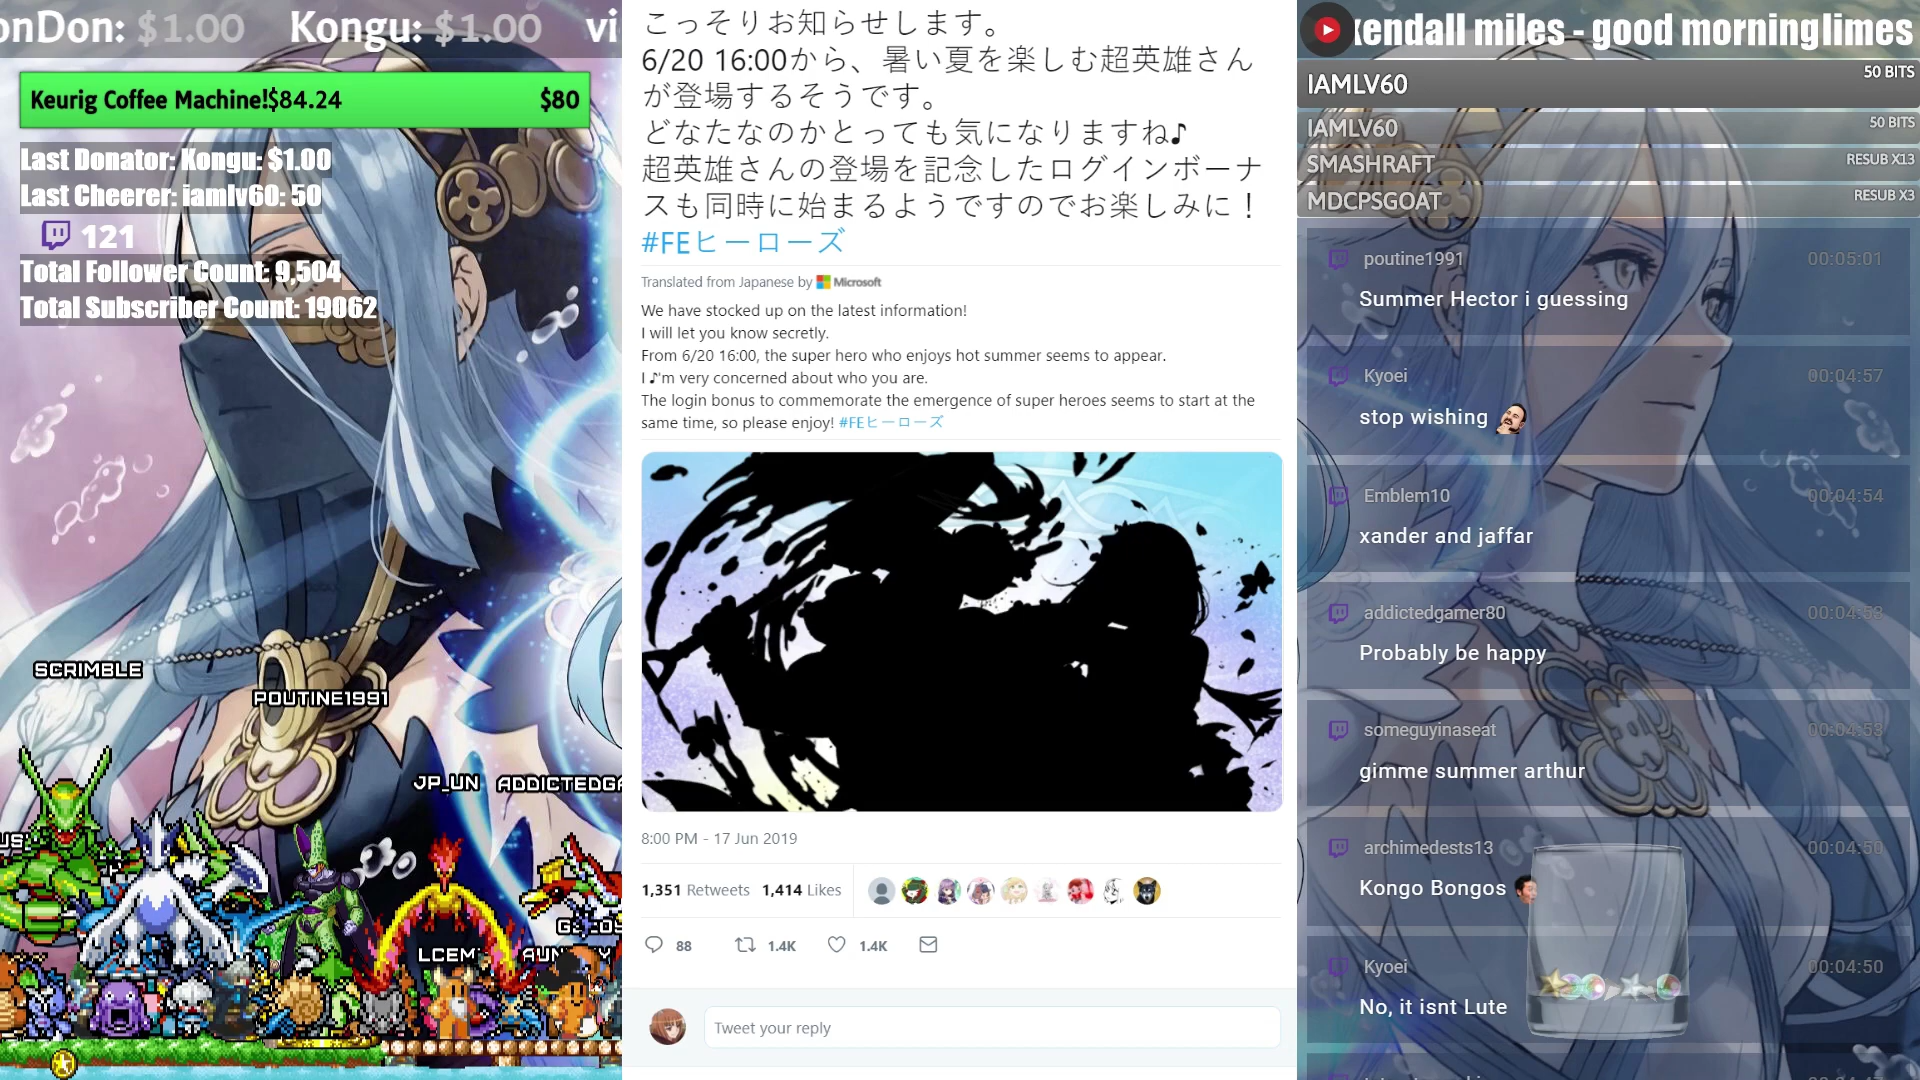 onDon: $1.00 Kongu: $1.00 vi
Keurig Coffee Machine!$84.24 $80
Last Donator: Kongu: $1.00
Last Cheerer: iamlv60: 50
121
Total Follower Count: 9,504
Total Subscriber Count: 19062
SCRIMBLE
POUTINE1991
JP_UN
ADDICTEDGA
LCEM
こっそりお知らせします。
6/20 16:00から、暑い夏を楽しむ超英雄さん
が登場するそうです。
どなたなのかとっても気になりますね♪
超英雄さんの登場を記念したログインボーナ
スも同時に始まるようですのでお楽しみに！
#FEヒーローズ
Translated from Japanese by Microsoft
We have stocked up on the latest information!
I will let you know secretly.
From 6/20 16:00, the super hero who enjoys hot summer seems to appear.
I ♪'m very concerned about who you are.
The login bonus to commemorate the emergence of super heroes seems to start at the
same time, so please enjoy! #FEヒーローズ
8:00 PM - 17 Jun 2019
1,351 Retweets 1,414 Likes
88 1.4K 1.4K
Tweet your reply
kendall miles - good morninglimes
IAMLV60 50 BITS
IAMLV60 50 BITS
SMASHRAFT RESUB X13
MDCPSGOAT RESUB X3
poutine1991 00:05:01
Summer Hector i guessing
Kyoei 00:04:57
stop wishing
Emblem10 00:04:54
xander and jaffar
addictedgamer80 00:04:53
Probably be happy
someguyinaseat 00:04:53
gimme summer arthur
archimedests13 00:04:50
Kongo Bongos
Kyoei 00:04:50
No, it isnt Lute